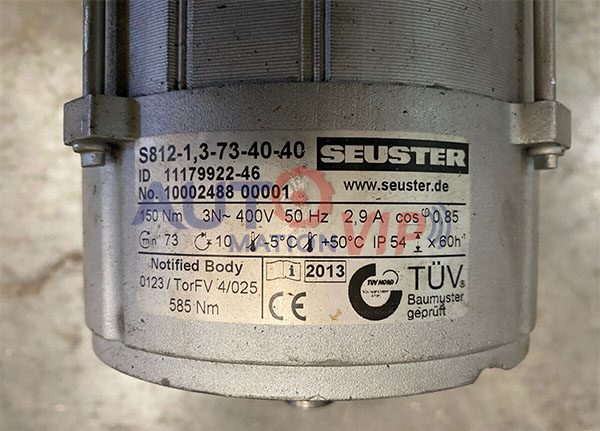 S812-1,3-73-40-40
SEUSTER
ID 11179922-46
No. 10002488 00001
www.seuster.de
150 Nm 3N~ 400V 50 Hz 2,9 A cos φ 0,85
min⁻¹ 73 10 -5°C +50°C IP 54 x 60h⁻¹
Notified Body
0123 / TorFV 4/025
585 Nm
i 2013
CE
TÜV NORD
TÜV
Baumuster
geprüft
AUTOMATION VIP